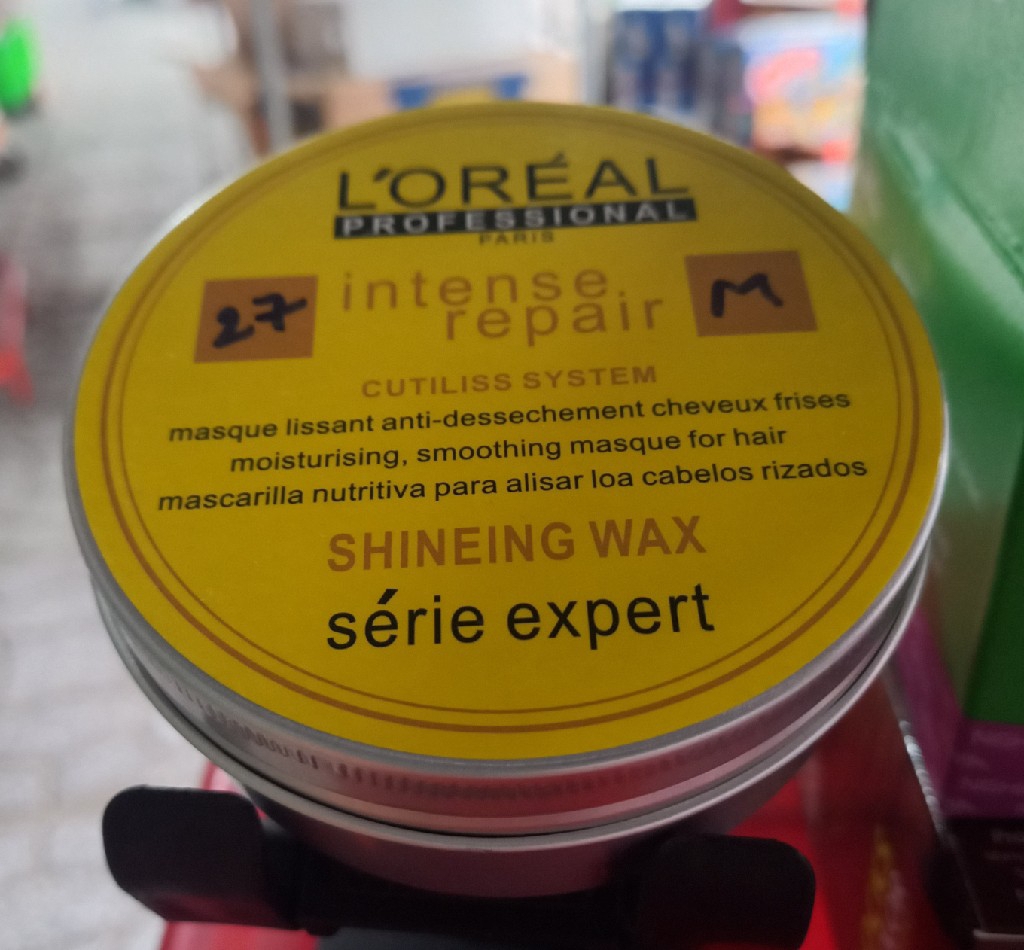 L'ORÉAL
PROFESSIONAL
PARIS
27
intense
repair
M
CUTILISS SYSTEM
masque lissant anti-dessechement cheveux frises
moisturising, smoothing masque for hair
mascarilla nutritiva para alisar loa cabelos rizados
SHINEING WAX
série expert